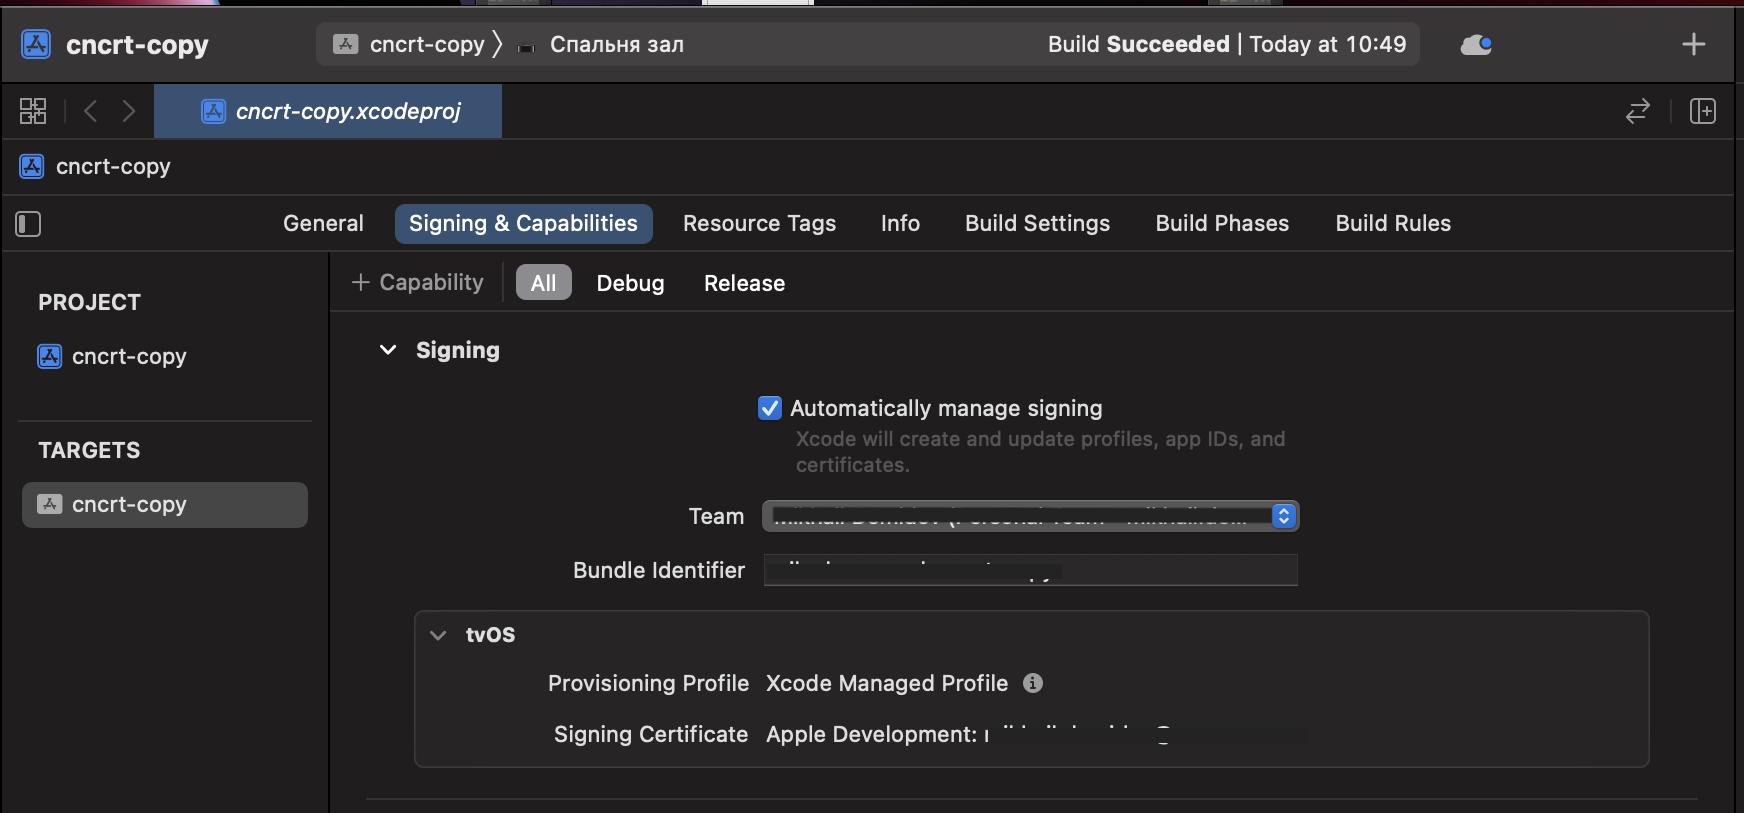 cncrt-copy
cncrt-copy 〉 Спальня зал
Build Succeeded | Today at 10:49
cncrt-copy.xcodeproj
cncrt-copy
General Signing & Capabilities Resource Tags Info Build Settings Build Phases Build Rules
PROJECT
cncrt-copy
TARGETS
cncrt-copy
+ Capability All Debug Release
Signing
Automatically manage signing
Xcode will create and update profiles, app IDs, and
certificates.
Team
Bundle Identifier
tvOS
Provisioning Profile Xcode Managed Profile
Signing Certificate Apple Development: